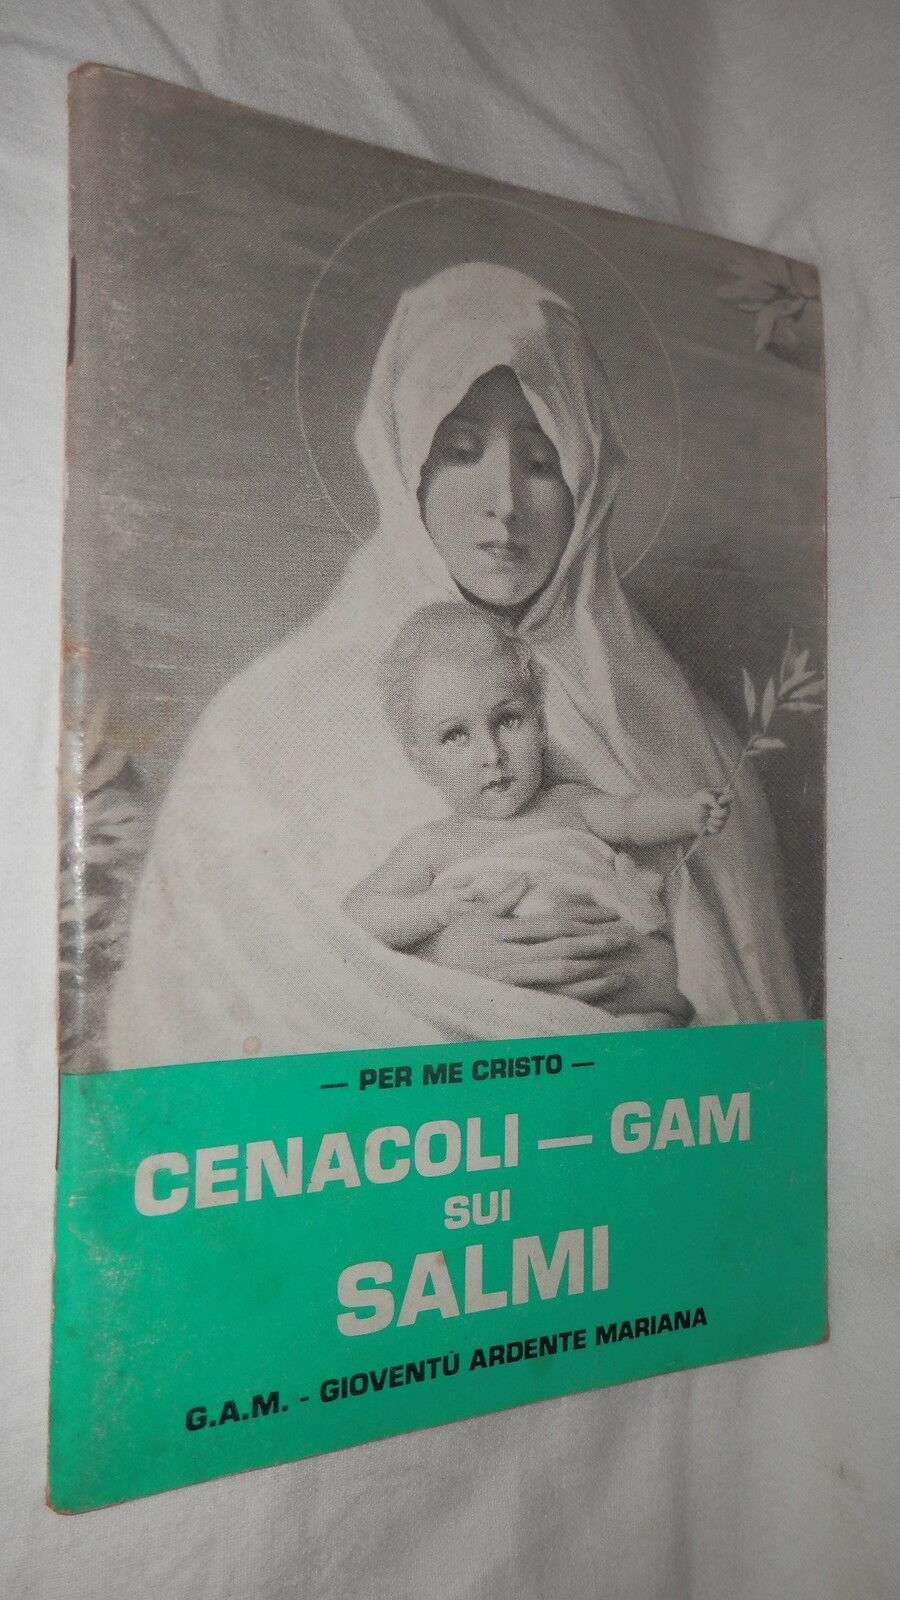 — PER ME CRISTO —
CENACOLI — GAM
SUI
SALMI
G.A.M. - GIOVENTÙ ARDENTE MARIANA